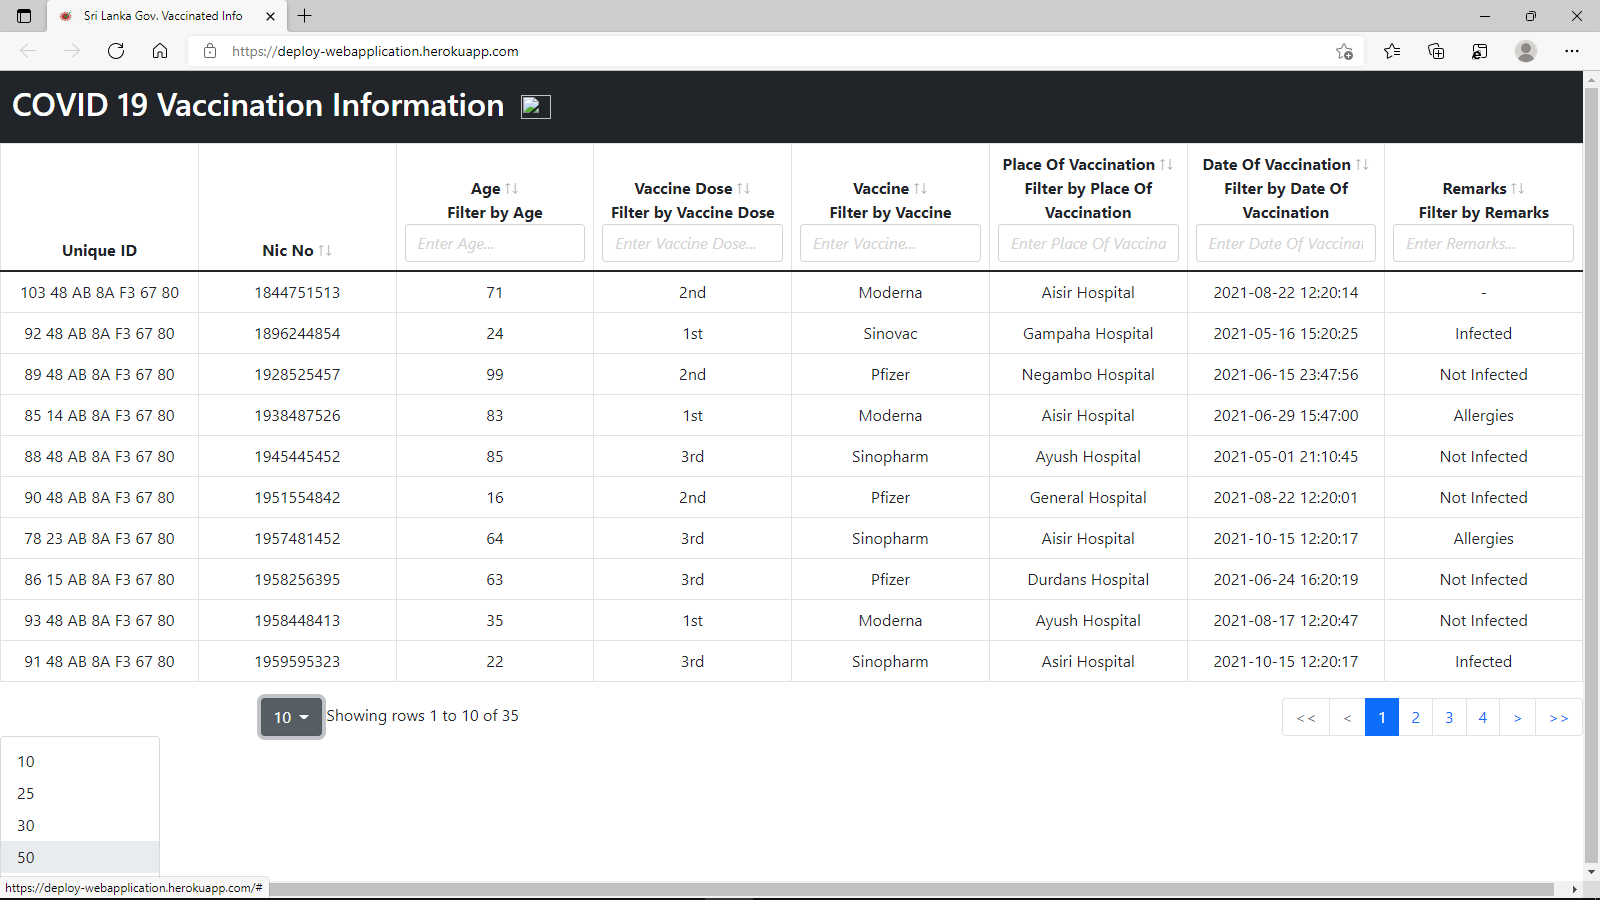 Sri Lanka Gov. Vaccinated Info
https://deploy-webapplication.herokuapp.com
COVID 19 Vaccination Information
Unique ID
Nic No ↑↓
Age ↑↓
Filter by Age
Enter Age...
Vaccine Dose ↑↓
Filter by Vaccine Dose
Enter Vaccine Dose...
Vaccine ↑↓
Filter by Vaccine
Enter Vaccine...
Place Of Vaccination ↑↓
Filter by Place Of
Vaccination
Enter Place Of Vaccina
Date Of Vaccination ↑↓
Filter by Date Of
Vaccination
Enter Date Of Vaccinat
Remarks ↑↓
Filter by Remarks
Enter Remarks...
103 48 AB 8A F3 67 80 1844751513 71 2nd Moderna Aisir Hospital 2021-08-22 12:20:14 -
92 48 AB 8A F3 67 80 1896244854 24 1st Sinovac Gampaha Hospital 2021-05-16 15:20:25 Infected
89 48 AB 8A F3 67 80 1928525457 99 2nd Pfizer Negambo Hospital 2021-06-15 23:47:56 Not Infected
85 14 AB 8A F3 67 80 1938487526 83 1st Moderna Aisir Hospital 2021-06-29 15:47:00 Allergies
88 48 AB 8A F3 67 80 1945445452 85 3rd Sinopharm Ayush Hospital 2021-05-01 21:10:45 Not Infected
90 48 AB 8A F3 67 80 1951554842 16 2nd Pfizer General Hospital 2021-08-22 12:20:01 Not Infected
78 23 AB 8A F3 67 80 1957481452 64 3rd Sinopharm Aisir Hospital 2021-10-15 12:20:17 Allergies
86 15 AB 8A F3 67 80 1958256395 63 3rd Pfizer Durdans Hospital 2021-06-24 16:20:19 Not Infected
93 48 AB 8A F3 67 80 1958448413 35 1st Moderna Ayush Hospital 2021-08-17 12:20:47 Not Infected
91 48 AB 8A F3 67 80 1959595323 22 3rd Sinopharm Asiri Hospital 2021-10-15 12:20:17 Infected
10 Showing rows 1 to 10 of 35 << < 1 2 3 4 > >>
10
25
30
50
https://deploy-webapplication.herokuapp.com/#